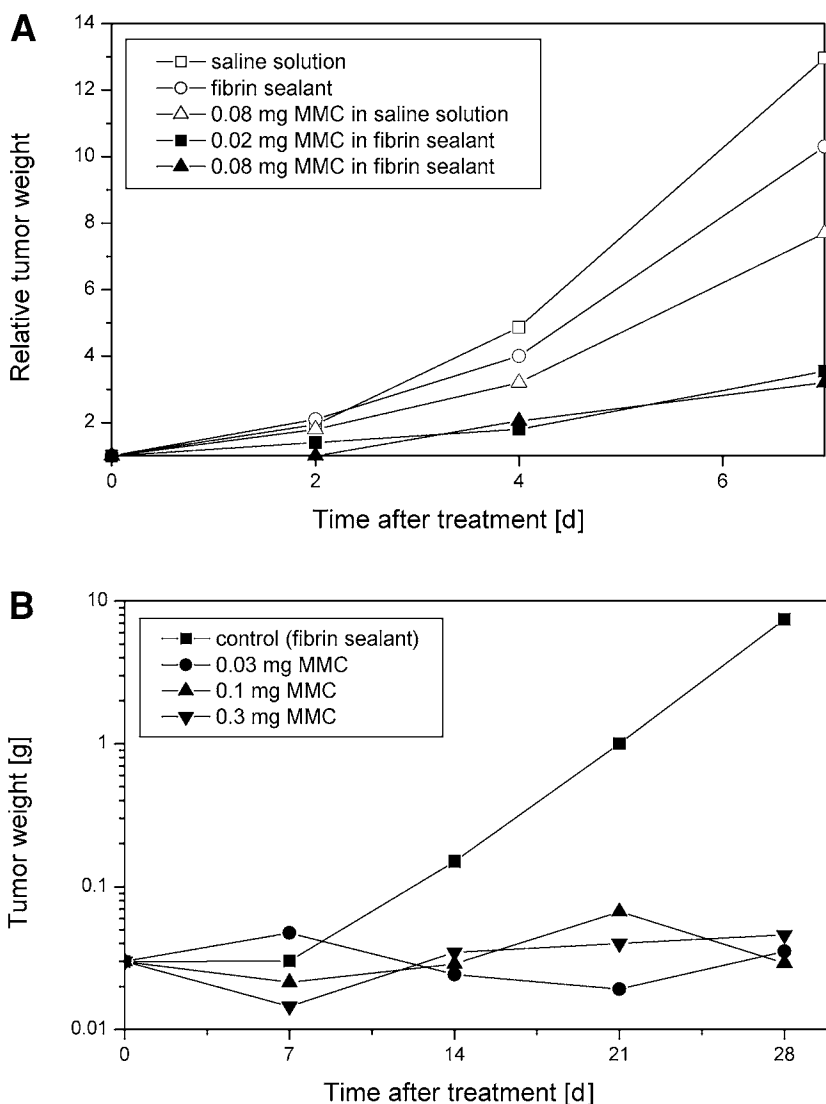 A
14
12
10
8
6
4
2
0
2
4
6
Relative tumor weight
Time after treatment [d]
saline solution
fibrin sealant
0.08 mg MMC in saline solution
0.02 mg MMC in fibrin sealant
0.08 mg MMC in fibrin sealant
B
10
1
0.1
0.01
0
7
14
21
28
Tumor weight [g]
Time after treatment [d]
control (fibrin sealant)
0.03 mg MMC
0.1 mg MMC
0.3 mg MMC